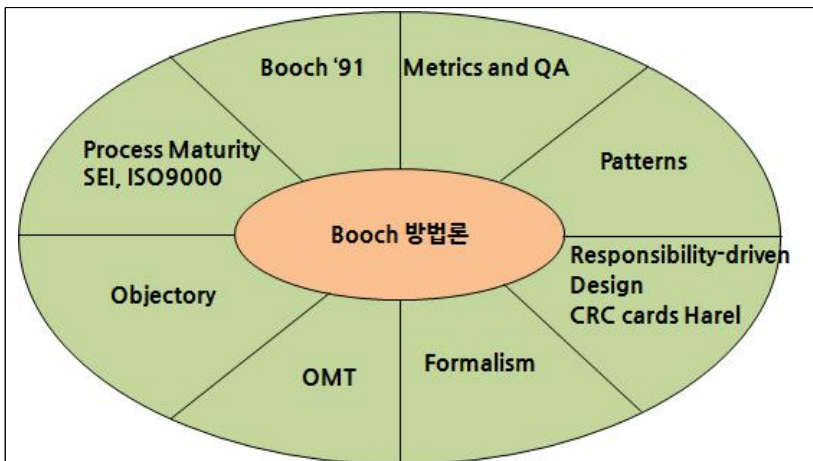 Booch ‘91
Metrics and QA
Process Maturity
SEI, ISO9000
Patterns
Booch 방법론
Responsibility-driven
Design
CRC cards Harel
Objectory
OMT
Formalism